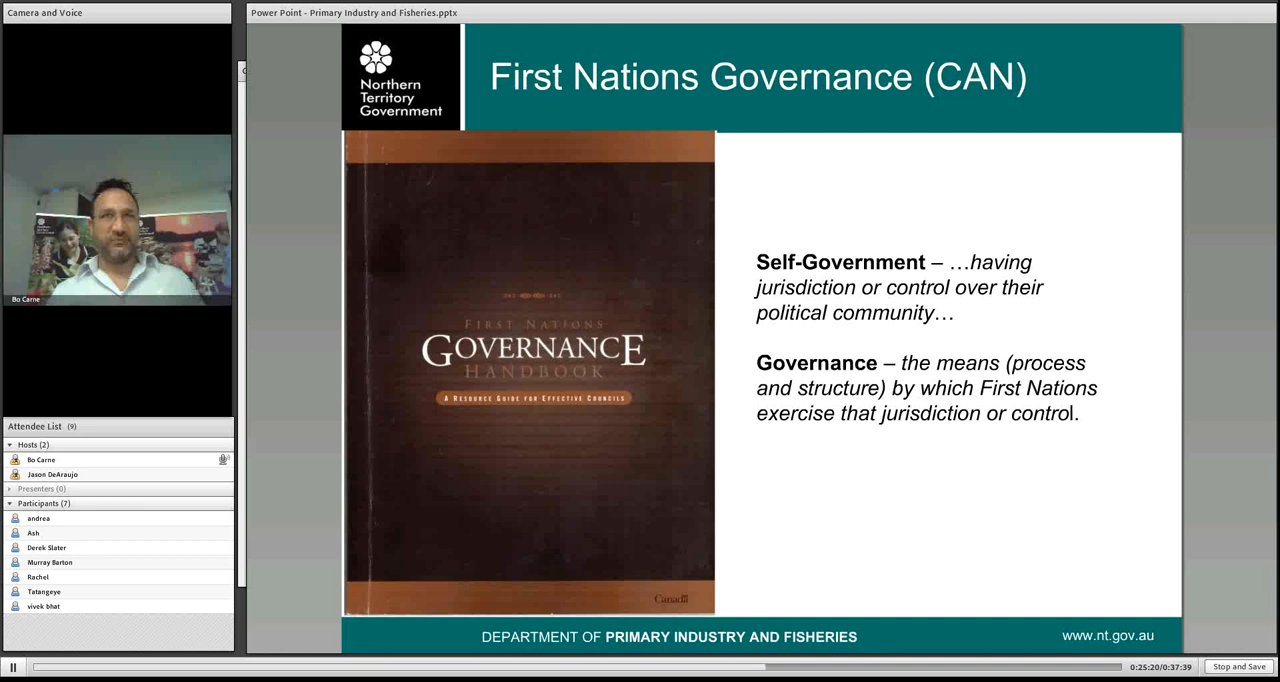 Camera and Voice
Bo Carne
Attendee List (9)
Hosts (2)
Bo Carne
Jason DeAraujo
Presenters (0)
Participants (7)
andrea
Ash
Derek Slater
Murray Barton
Rachel
Tatangeye
vivek bhat
Power Point - Primary Industry and Fisheries.pptx
Northern
Territory
Government
First Nations Governance (CAN)
FIRST NATIONS
GOVERNANCE
HANDBOOK
A RESOURCE GUIDE FOR EFFECTIVE COUNCILS
Canada
Self-Government – …having
jurisdiction or control over their
political community…
Governance – the means (process
and structure) by which First Nations
exercise that jurisdiction or control.
DEPARTMENT OF PRIMARY INDUSTRY AND FISHERIES
www.nt.gov.au
0:25:20/0:37:39
Stop and Save